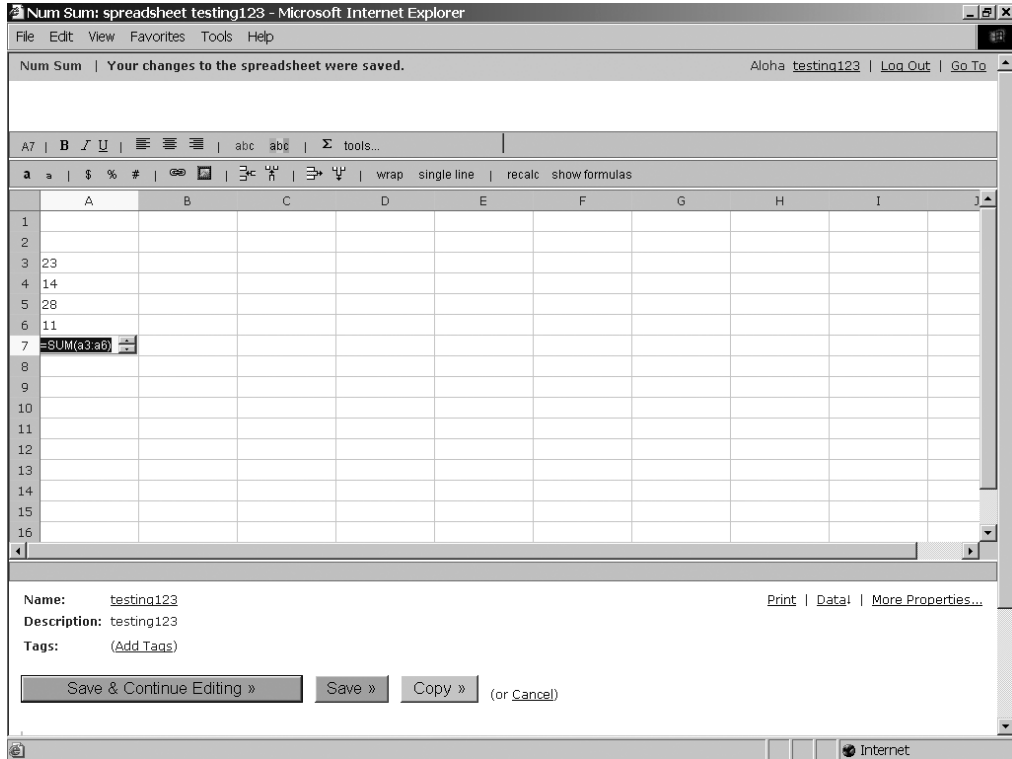 Num Sum: spreadsheet testing123 - Microsoft Internet Explorer
File Edit View Favorites Tools Help
Num Sum | Your changes to the spreadsheet were saved. Aloha testing123 | Log Out | Go To
A7 | B I U | abc abc | Σ tools...
a a | $ % # | | | | wrap single line | recalc show formulas
A B C D E F G H I J
1
2
3 23
4 14
5 28
6 11
7 =SUM(a3:a6)
8
9
10
11
12
13
14
15
16
Name: testing123 Print | Data↓ | More Properties...
Description: testing123
Tags: (Add Tags)
Save & Continue Editing » Save » Copy » (or Cancel)
Internet